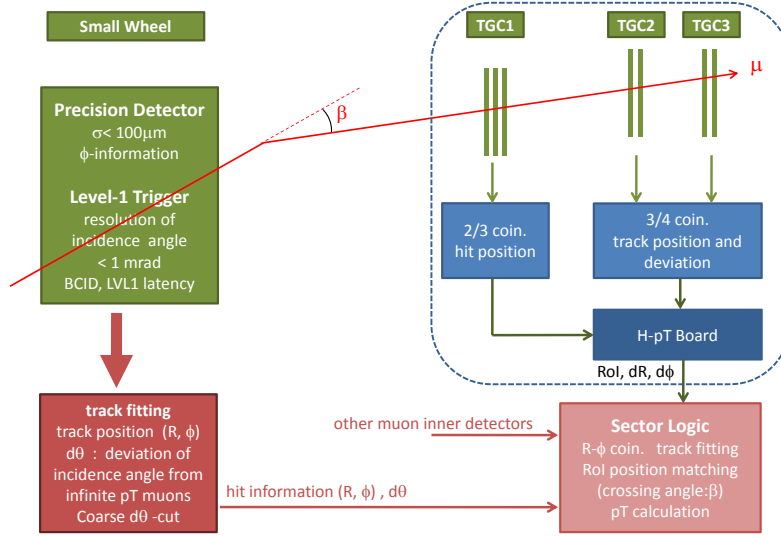 Small Wheel
TGC1
TGC2
TGC3
μ
β
Precision Detector
σ< 100μm
ϕ-information
Level-1 Trigger
resolution of
incidence angle
< 1 mrad
BCID, LVL1 latency
2/3 coin.
hit position
3/4 coin.
track position and
deviation
H-pT Board
RoI, dR, dϕ
track fitting
track position (R, ϕ)
dθ : deviation of
incidence angle from
infinite pT muons
Coarse dθ -cut
other muon inner detectors
hit information (R, ϕ) , dθ
Sector Logic
R-ϕ coin. track fitting
RoI position matching
(crossing angle:β)
pT calculation